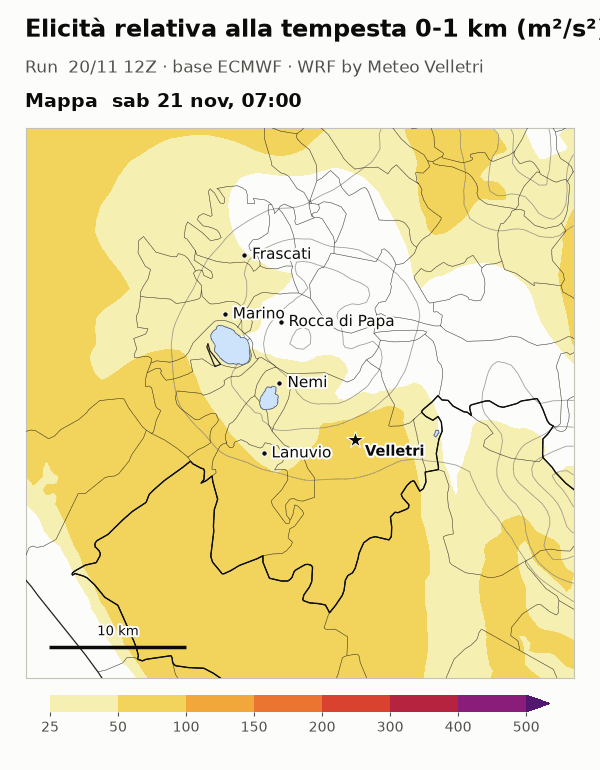 Elicità relativa alla tempesta 0-1 km (m²/s²)
Run  20/11 12Z · base ECMWF · WRF by Meteo Velletri
Mappa  sab 21 nov, 07:00
Frascati
Marino
Rocca di Papa
Nemi
Velletri
Lanuvio
10 km
25 50 100 150 200 300 400 500